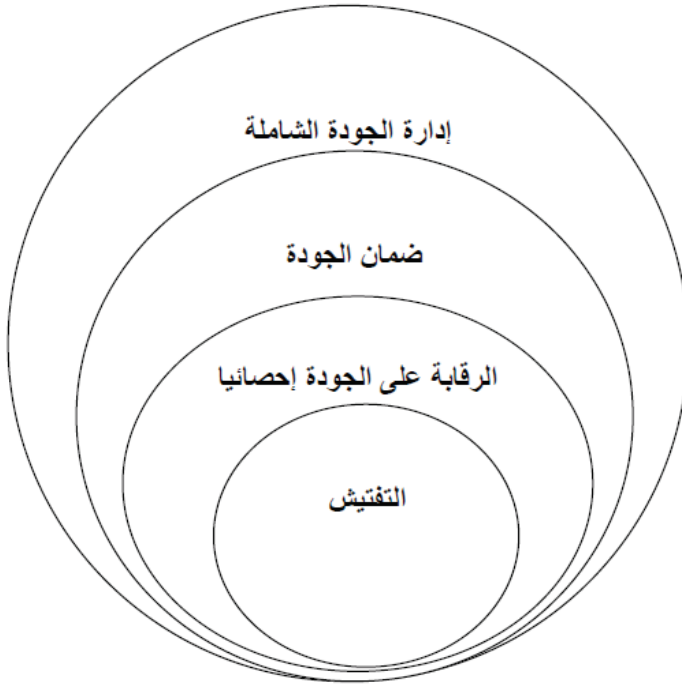 إدارة الجودة الشاملة
ضمان الجودة
الرقابة على الجودة إحصائيا
التفتيش